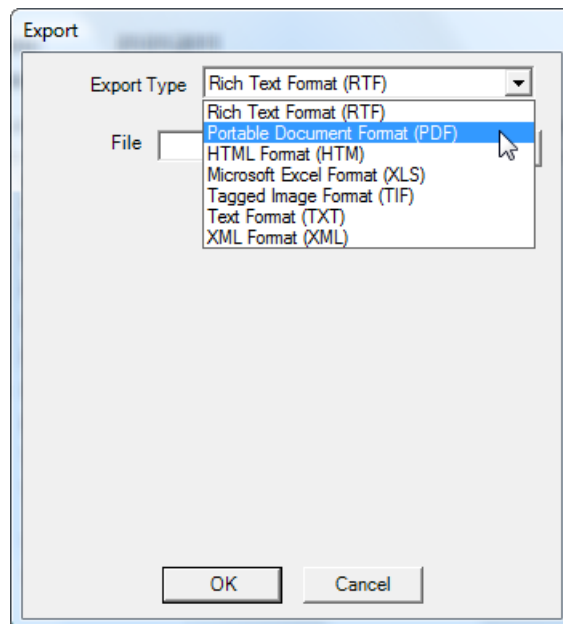 Export
Export Type Rich Text Format (RTF)
Rich Text Format (RTF)
File Portable Document Format (PDF)
HTML Format (HTM)
Microsoft Excel Format (XLS)
Tagged Image Format (TIF)
Text Format (TXT)
XML Format (XML)
OK Cancel